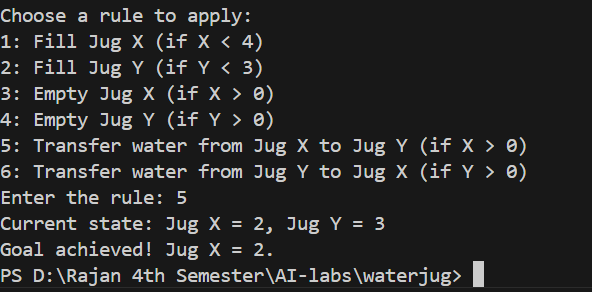 Choose a rule to apply:
1: Fill Jug X (if X < 4)
2: Fill Jug Y (if Y < 3)
3: Empty Jug X (if X > 0)
4: Empty Jug Y (if Y > 0)
5: Transfer water from Jug X to Jug Y (if X > 0)
6: Transfer water from Jug Y to Jug X (if Y > 0)
Enter the rule: 5
Current state: Jug X = 2, Jug Y = 3
Goal achieved! Jug X = 2.
PS D:\Rajan 4th Semester\AI-labs\waterjug>